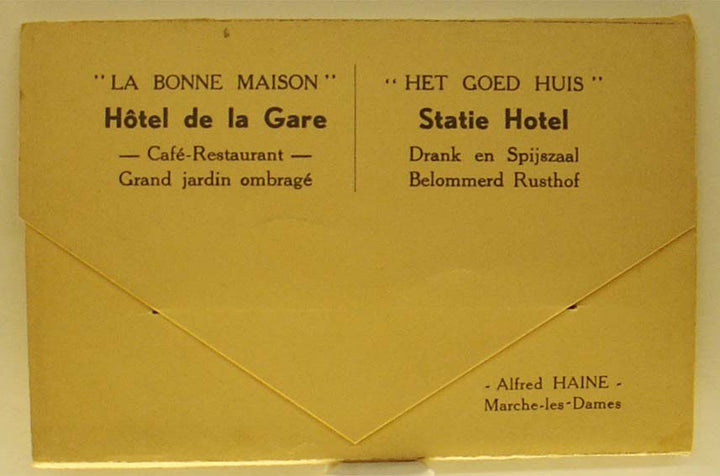 "LA BONNE MAISON"
Hôtel de la Gare
— Café-Restaurant —
Grand jardin ombragé
"HET GOED HUIS"
Statie Hotel
Drank en Spijszaal
Belommerd Rusthof
- Alfred HAINE -
Marche-les-Dames